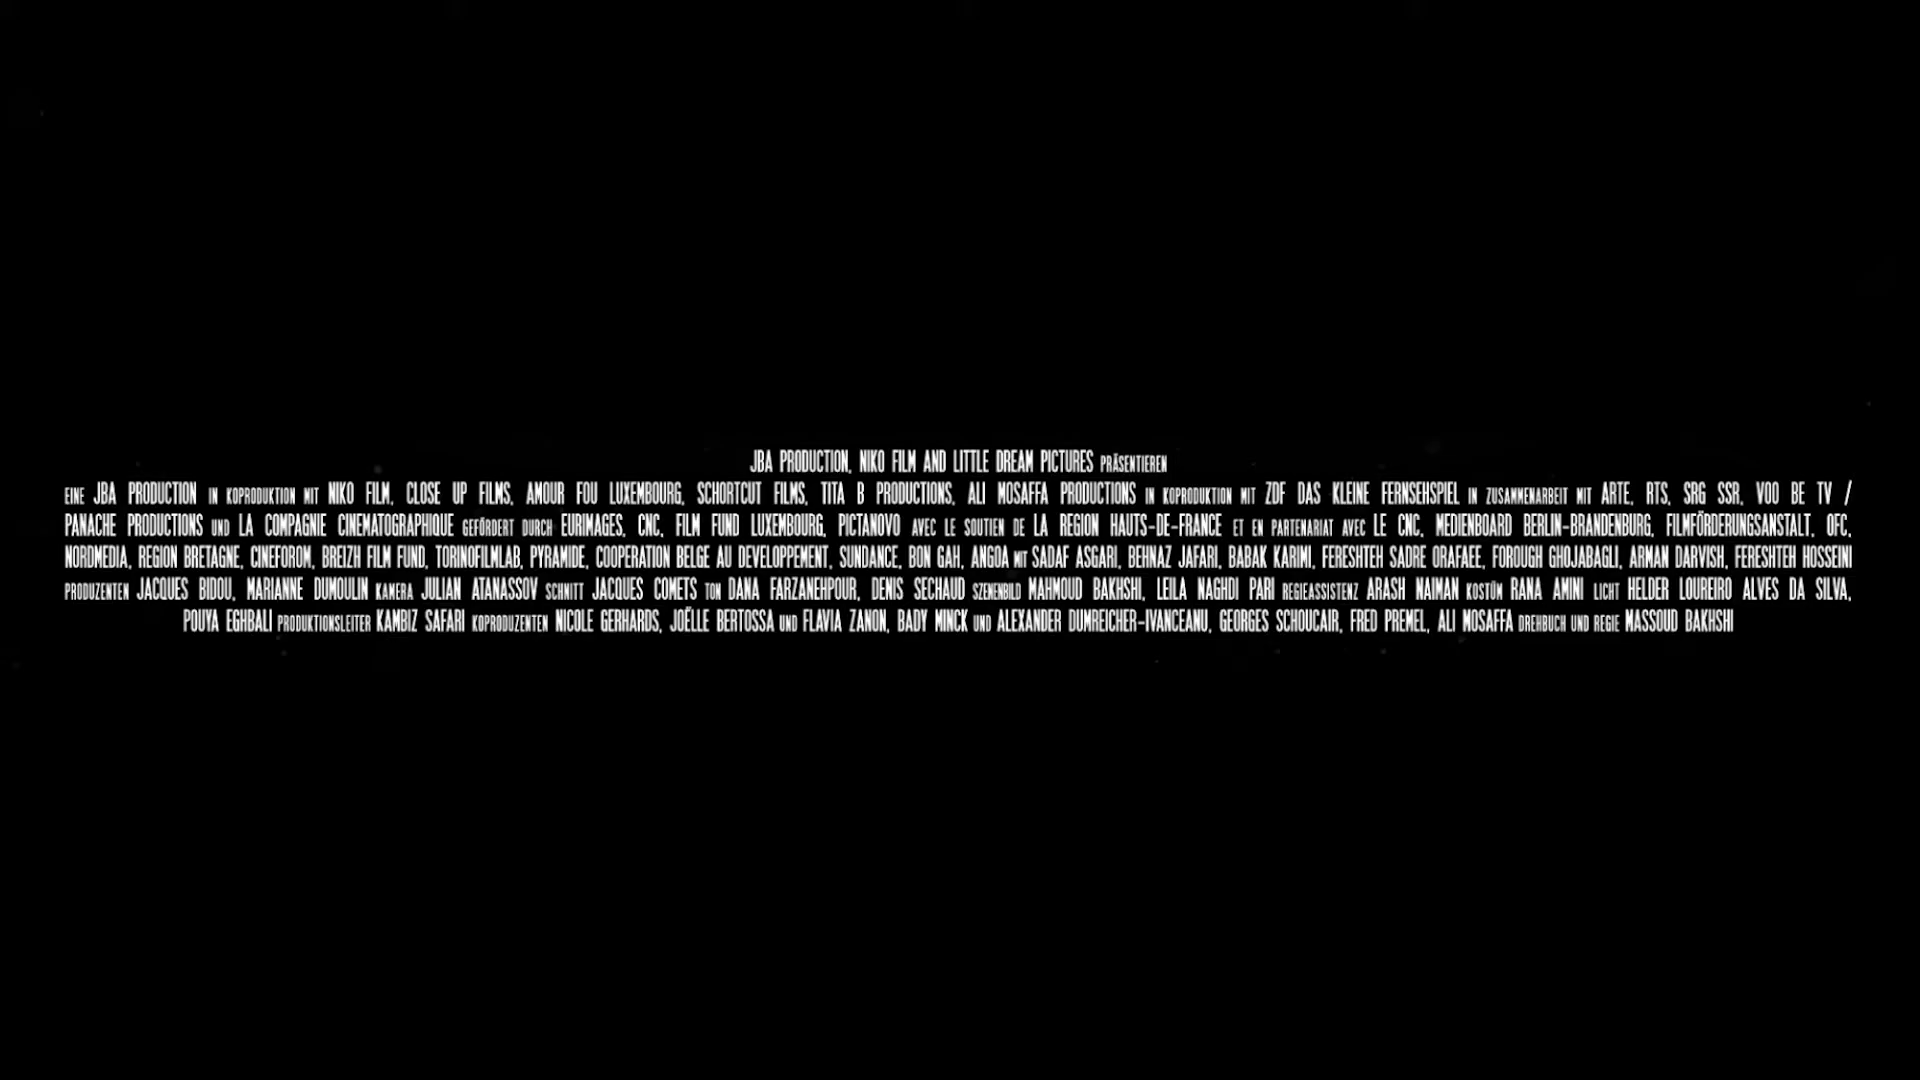 JBA PRODUCTION, NIKO FILM AND LITTLE DREAM PICTURES PRÄSENTIEREN
EINE JBA PRODUCTION IN KOPRODUKTION MIT NIKO FILM, CLOSE UP FILMS, AMOUR FOU LUXEMBOURG, SCHORTCUT FILMS, TITA B PRODUCTIONS, ALI MOSAFFA PRODUCTIONS IN KOPRODUKTION MIT ZDF DAS KLEINE FERNSEHSPIEL IN ZUSAMMENARBEIT MIT ARTE, RTS, SRG SSR, VOO BE TV /
PANACHE PRODUCTIONS UND LA COMPAGNIE CINEMATOGRAPHIQUE GEFÖRDERT DURCH EURIMAGES, CNC, FILM FUND LUXEMBOURG, PICTANOVO AVEC LE SOUTIEN DE LA REGION HAUTS-DE-FRANCE ET EN PARTENARIAT AVEC LE CNC, MEDIENBOARD BERLIN-BRANDENBURG, FILMFÖRDERUNGSANSTALT, OFC,
NORDMEDIA, REGION BRETAGNE, CINEFOROM, BREIZH FILM FUND, TORINOFILMLAB, PYRAMIDE, COOPERATION BELGE AU DEVELOPPEMENT, SUNDANCE, BON GAH, ANGOA MIT SADAF ASGARI, BEHNAZ JAFARI, BABAK KARIMI, FERESHTEH SADRE ORAFAEE, FOROUGH GHOJABAGLI, ARMAN DARVISH, FERESHTEH HOSSEINI
PRODUZENTEN JACQUES BIDOU, MARIANNE DUMOULIN KAMERA JULIAN ATANASSOV SCHNITT JACQUES COMETS TON DANA FARZANEHPOUR, DENIS SECHAUD SZENENBILD MAHMOUD BAKHSHI, LEILA NAGHDI PARI REGIEASSISTENZ ARASH NAIMAN KOSTÜM RANA AMINI LICHT HELDER LOUREIRO ALVES DA SILVA,
POUYA EGHBALI PRODUKTIONSLEITER KAMBIZ SAFARI KOPRODUZENTEN NICOLE GERHARDS, JOËLLE BERTOSSA UND FLAVIA ZANON, BADY MINCK UND ALEXANDER DUMREICHER-IVANCEANU, GEORGES SCHOUCAIR, FRED PREMEL, ALI MOSAFFA DREHBUCH UND REGIE MASSOUD BAKHSHI